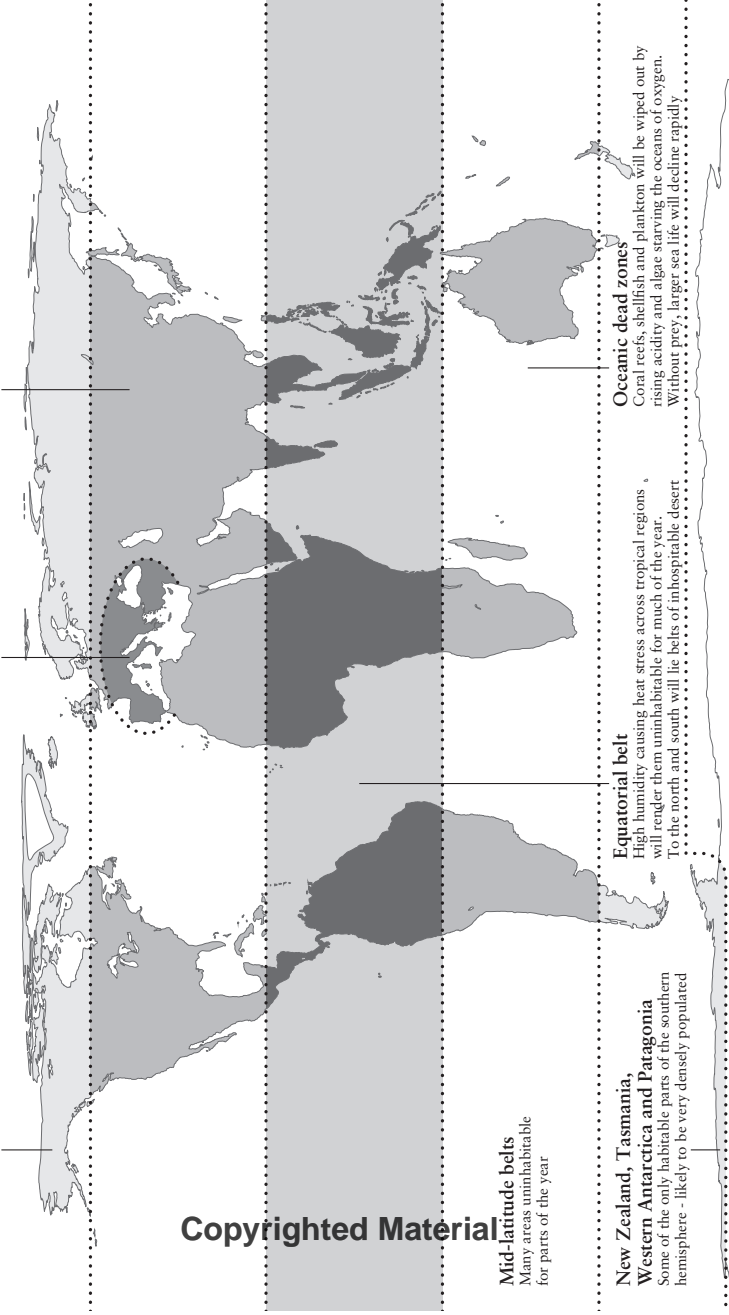 Mid-latitude belts
Many areas uninhabitable
for parts of the year
New Zealand, Tasmania,
Western Antarctica and Patagonia
Some of the only habitable parts of the southern
hemisphere - likely to be very densely populated
Equatorial belt
High humidity causing heat stress across tropical regions
will render them uninhabitable for much of the year.
To the north and south will lie belts of inhospitable desert
Oceanic dead zones
Coral reefs, shellfish and plankton will be wiped out by
rising acidity and algae starving the oceans of oxygen.
Without prey, larger sea life will decline rapidly
Copyrighted Material